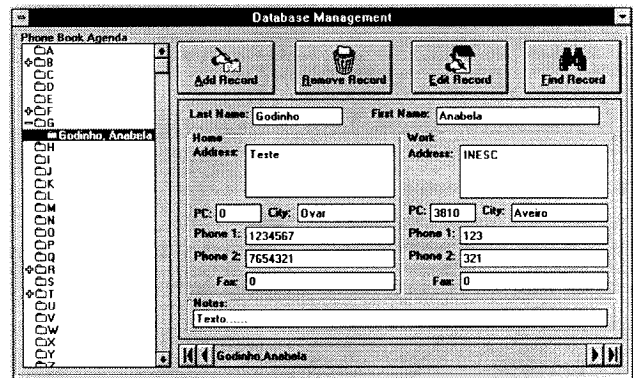 Database Management
Phone Book Agenda
A
B
C
D
E
F
G
Godinho, Anabela
H
I
J
K
L
M
N
O
P
Q
R
S
T
U
V
W
X
Y
Z
Add Record
Remove Record
Edit Record
Find Record
Last Name: Godinho First Name: Anabela
Home
Address: Teste
PC: 0 City: Ovar
Phone 1: 1234567
Phone 2: 7654321
Fax: 0
Work
Address: INESC
PC: 3810 City: Aveiro
Phone 1: 123
Phone 2: 321
Fax: 0
Notes:
Texto......
Godinho,Anabela